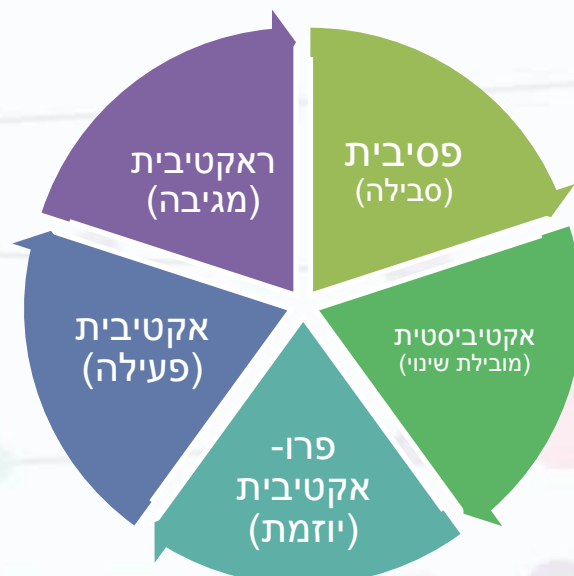 פסיבית
(סבילה)
אקטיביסטית
(מובילת שינוי)
פרו-
אקטיבית
(יוזמת)
אקטיבית
(פעילה)
ראקטיבית
(מגיבה)